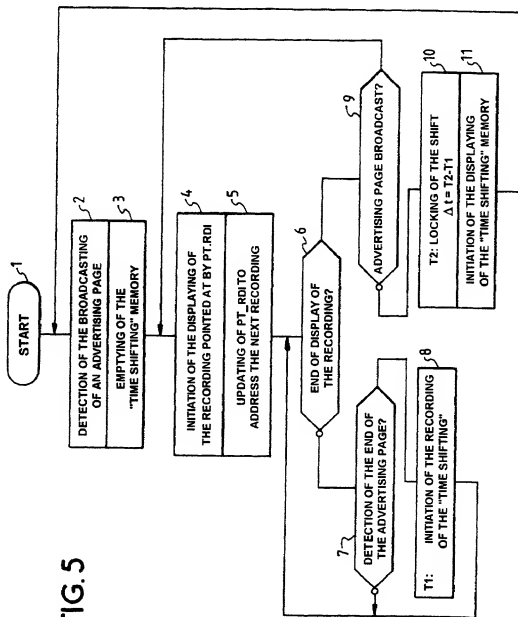 FIG. 5
START
1
DETECTION OF THE BROADCASTING
OF AN ADVERTISING PAGE
2
EMPTYING OF THE
"TIME SHIFTING" MEMORY
3
INITIATION OF THE DISPLAYING OF
THE RECORDING POINTED AT BY PT.RDI
4
UPDATING OF PT_RDI TO
ADDRESS THE NEXT RECORDING
5
END OF DISPLAY OF
THE RECORDING?
6
7
DETECTION OF THE END OF
THE ADVERTISING PAGE?
T1: INITIATION OF THE RECORDING
OF THE "TIME SHIFTING"
8
ADVERTISING PAGE BROADCAST?
9
T2: LOCKING OF THE SHIFT
Δ t = T2-T1
10
INITIATION OF THE DISPLAYING
OF THE "TIME SHIFTING" MEMORY
11